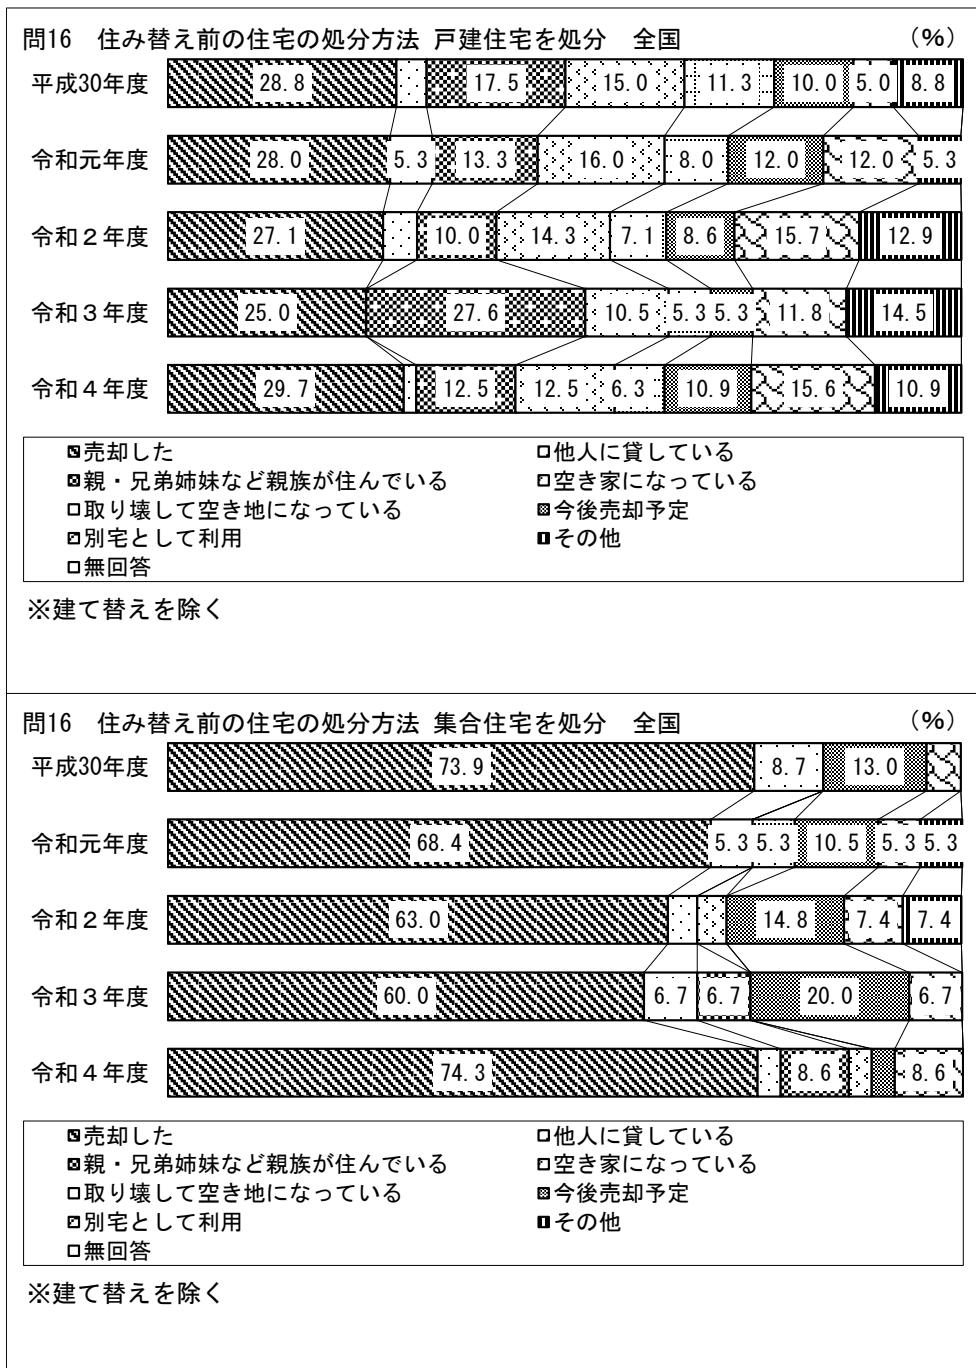 問16　住み替え前の住宅の処分方法 戸建住宅を処分　全国　（%）
平成30年度 28.8 17.5 15.0 11.3 10.0 5.0 8.8
令和元年度 28.0 5.3 13.3 16.0 8.0 12.0 12.0 5.3
令和２年度 27.1 10.0 14.3 7.1 8.6 15.7 12.9
令和３年度 25.0 27.6 10.5 5.3 5.3 11.8 14.5
令和４年度 29.7 12.5 12.5 6.3 10.9 15.6 10.9
売却した 他人に貸している
親・兄弟姉妹など親族が住んでいる 空き家になっている
取り壊して空き地になっている 今後売却予定
別宅として利用 その他
無回答
※建て替えを除く
問16　住み替え前の住宅の処分方法 集合住宅を処分　全国　（%）
平成30年度 73.9 8.7 13.0
令和元年度 68.4 5.3 5.3 10.5 5.3 5.3
令和２年度 63.0 14.8 7.4 7.4
令和３年度 60.0 6.7 6.7 20.0 6.7
令和４年度 74.3 8.6 8.6
売却した 他人に貸している
親・兄弟姉妹など親族が住んでいる 空き家になっている
取り壊して空き地になっている 今後売却予定
別宅として利用 その他
無回答
※建て替えを除く